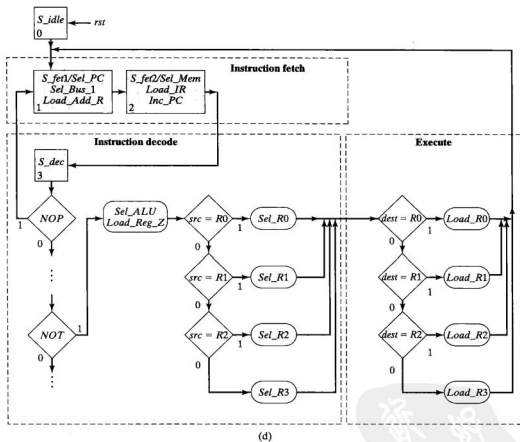 S_idle
0
rst
Instruction fetch
S_fet1/Sel_PC
Sel_Bus_1
Load_Add_R
1
S_fet2/Sel_Mem
Load_IR
Inc_PC
2
Instruction decode
Execute
S_dec
3
NOP
1
0
⋮
NOT
1
0
⋮
Sel_ALU
Load_Reg_Z
src = R0
1
0
Sel_R0
src = R1
1
0
Sel_R1
src = R2
1
0
Sel_R2
Sel_R3
dest = R0
1
0
Load_R0
dest = R1
1
0
Load_R1
dest = R2
1
0
Load_R2
Load_R3
(d)